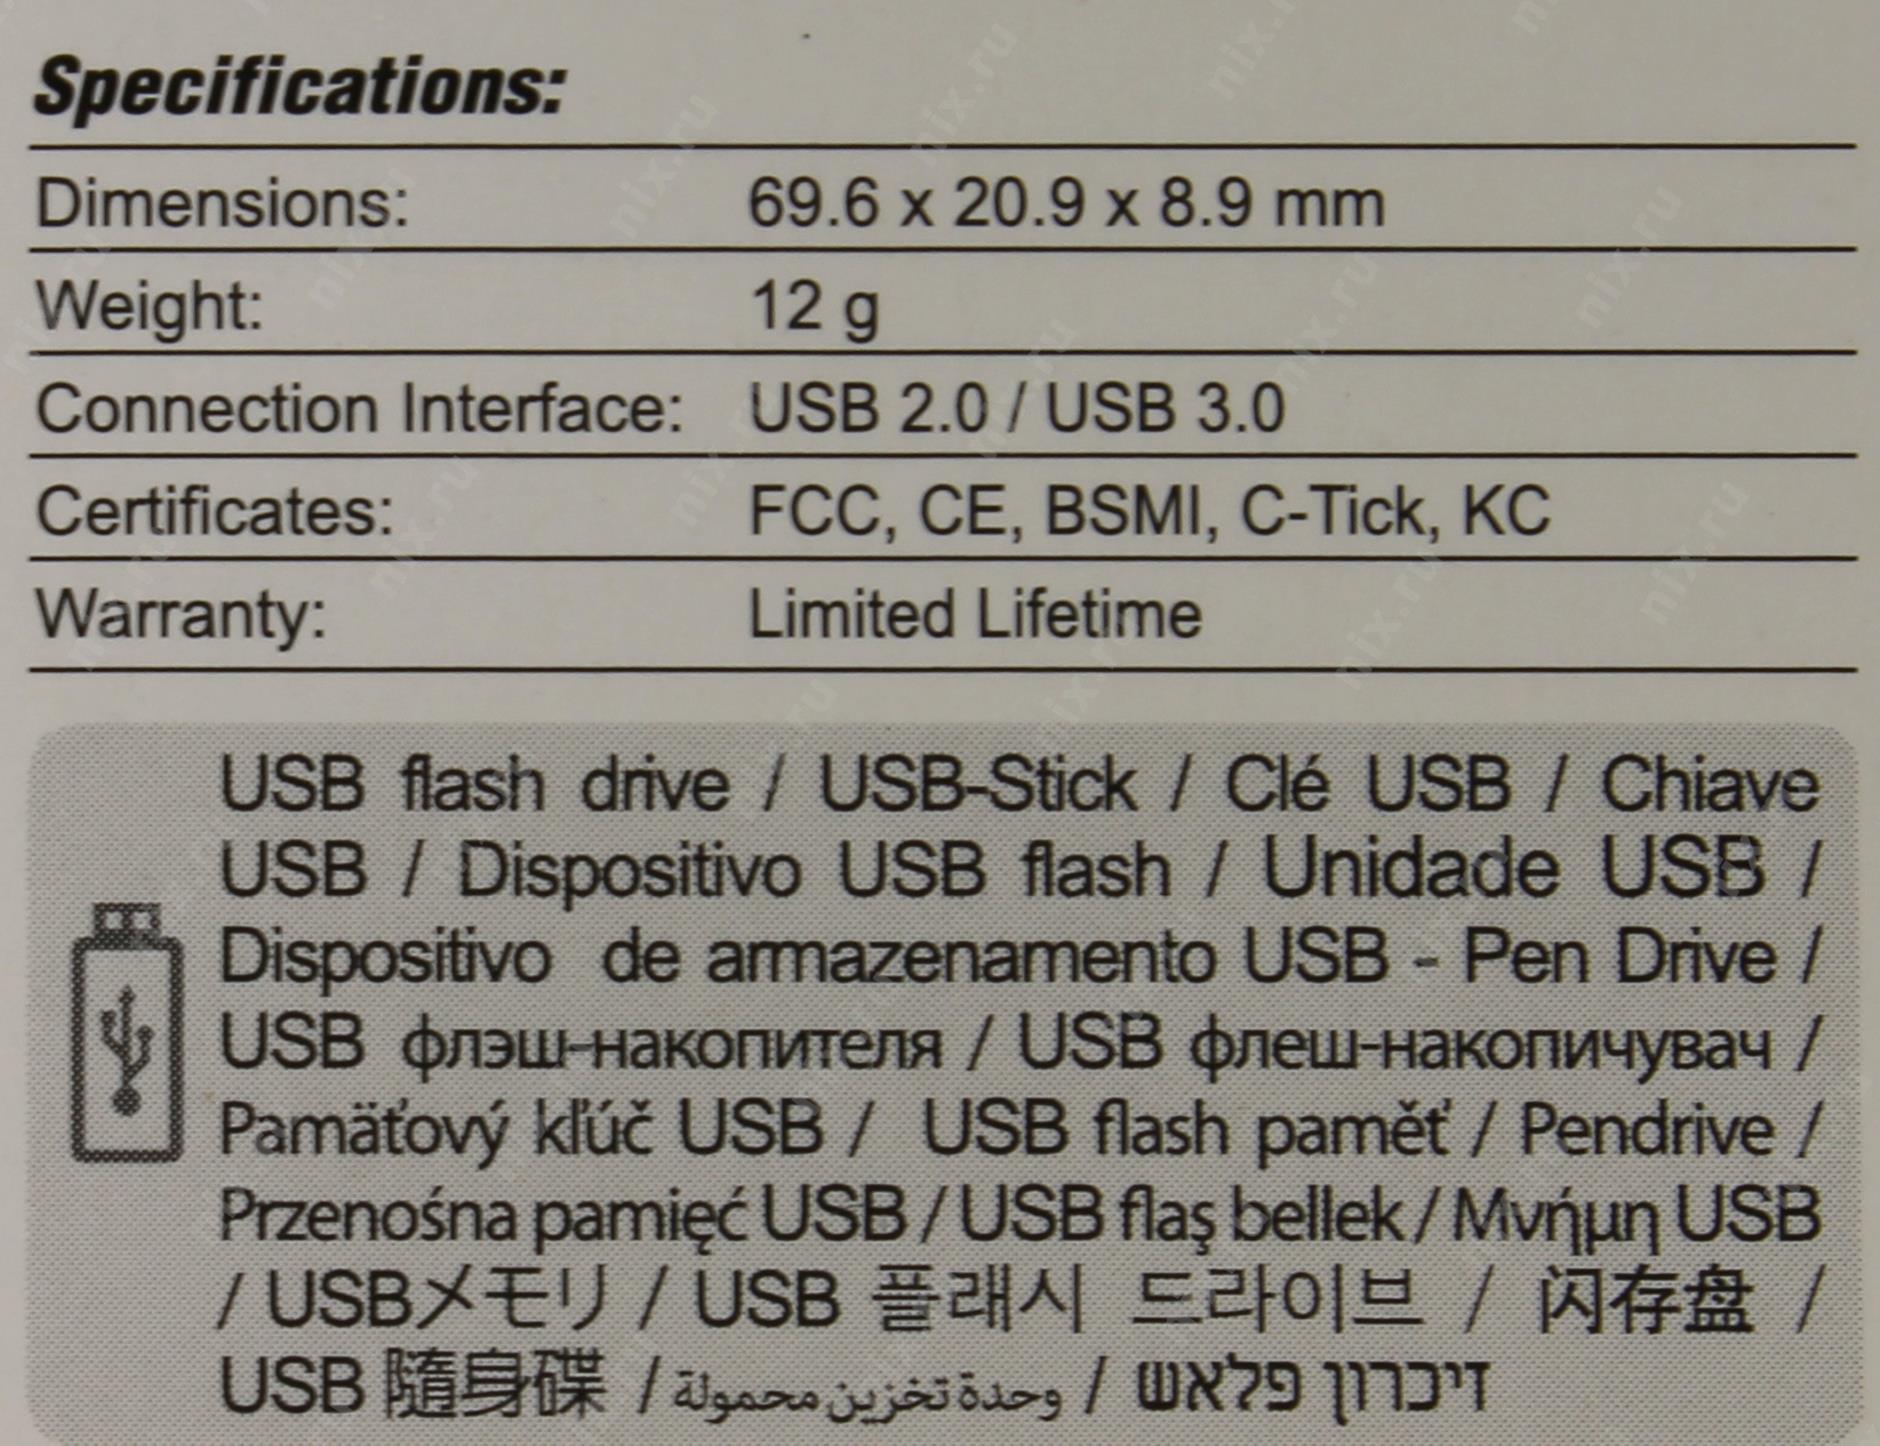 Specifications:
Dimensions: 69.6 x 20.9 x 8.9 mm
Weight: 12 g
Connection Interface: USB 2.0 / USB 3.0
Certificates: FCC, CE, BSMI, C-Tick, KC
Warranty: Limited Lifetime
USB flash drive / USB-Stick / Clé USB / Chiave
USB / Dispositivo USB flash / Unidade USB /
Dispositivo de armazenamento USB - Pen Drive /
USB флэш-накопителя / USB флеш-накопичувач /
Pamäťový kľúč USB / USB flash paměť / Pendrive /
Przenośna pamięć USB / USB flaş bellek / Μνήμη USB
/ USBメモリ / USB 플래시 드라이브 / 闪存盘 /
USB 隨身碟 / وحدة تخزين محمولة / זיכרון פלאש
nix.ru